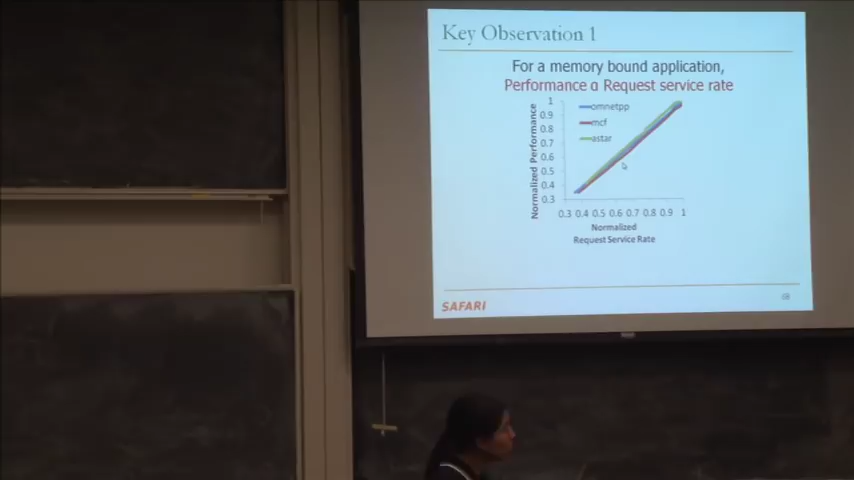 Key Observation 1
For a memory bound application,
Performance α Request service rate
Normalized Performance
1
0.9
0.8
0.7
0.6
0.5
0.4
0.3
omnetpp
mcf
astar
0.3 0.4 0.5 0.6 0.7 0.8 0.9 1
Normalized
Request Service Rate
SAFARI